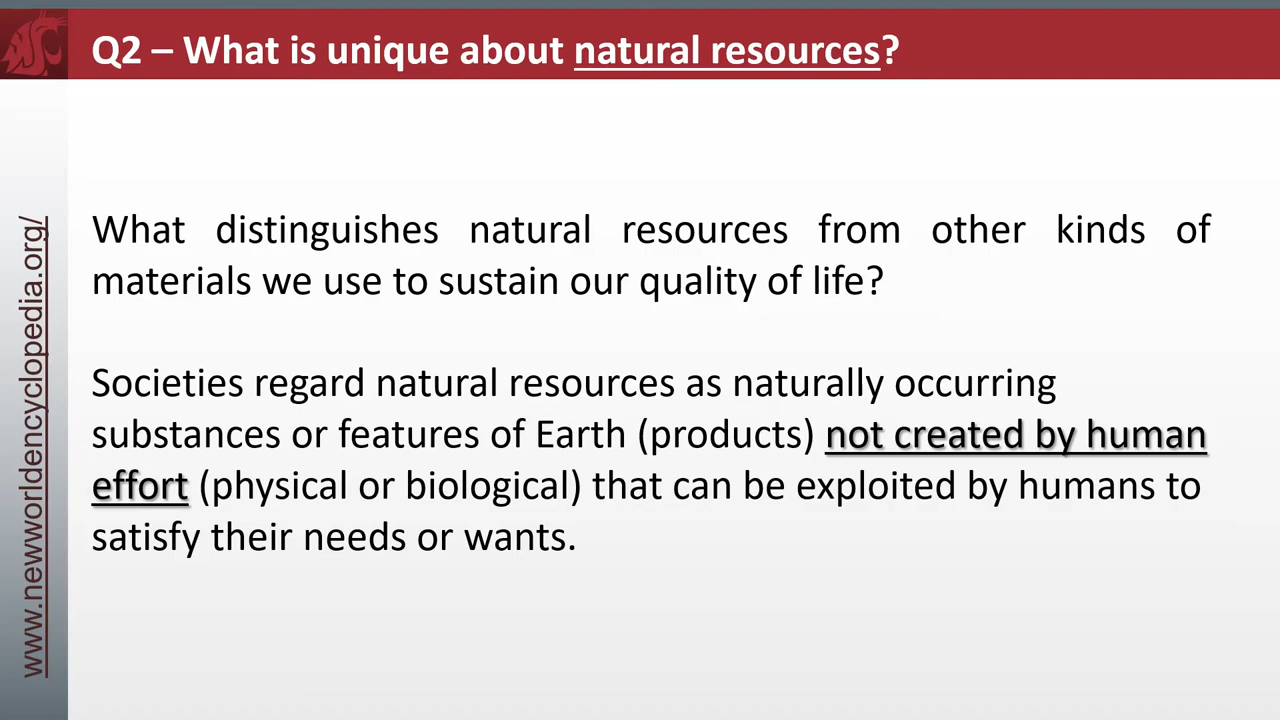 Q2 – What is unique about natural resources?
What distinguishes natural resources from other kinds of
materials we use to sustain our quality of life?
Societies regard natural resources as naturally occurring
substances or features of Earth (products) not created by human
effort (physical or biological) that can be exploited by humans to
satisfy their needs or wants.
www.newworldencyclopedia.org/